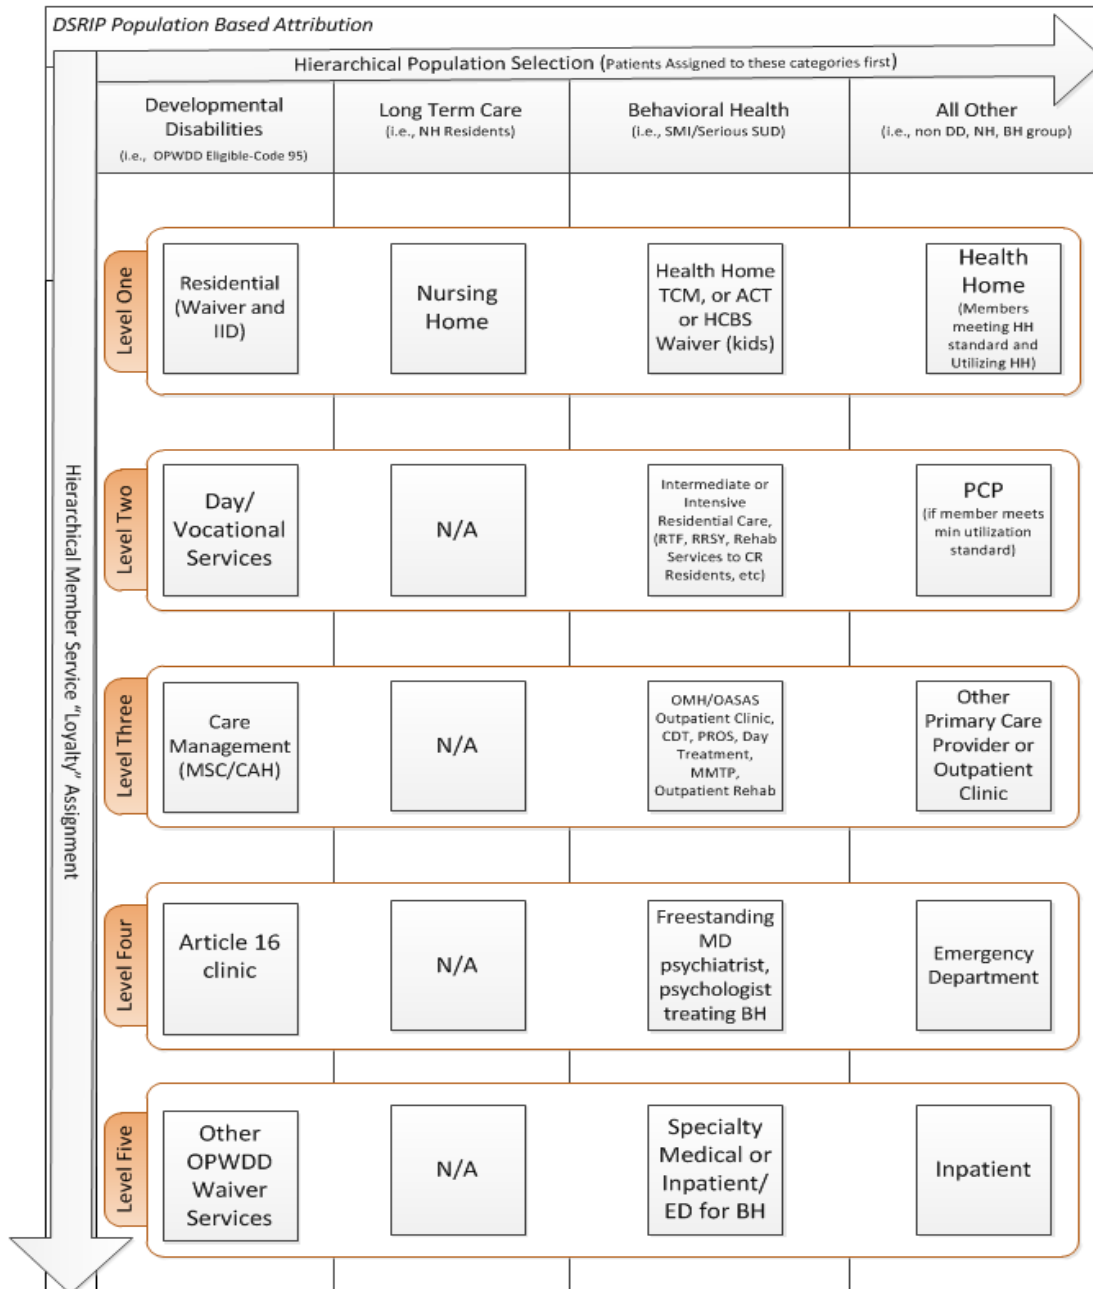 DSRIP Population Based Attribution
Hierarchical Population Selection (Patients Assigned to these categories first)
Developmental
Disabilities
(i.e., OPWDD Eligible-Code 95)
Long Term Care
(i.e., NH Residents)
Behavioral Health
(i.e., SMI/Serious SUD)
All Other
(i.e., non DD, NH, BH group)
Hierarchical Member Service “Loyalty” Assignment
Level One
Residential
(Waiver and
IID)
Nursing
Home
Health Home
TCM, or ACT
or HCBS
Waiver (kids)
Health
Home
(Members
meeting HH
standard and
Utilizing HH)
Level Two
Day/
Vocational
Services
N/A
Intermediate or
Intensive
Residential Care,
(RTF, RRSY, Rehab
Services to CR
Residents, etc)
PCP
(if member meets
min utilization
standard)
Level Three
Care
Management
(MSC/CAH)
N/A
OMH/OASAS
Outpatient Clinic,
CDT, PROS, Day
Treatment,
MMTP,
Outpatient Rehab
Other
Primary Care
Provider or
Outpatient
Clinic
Level Four
Article 16
clinic
N/A
Freestanding
MD
psychiatrist,
psychologist
treating BH
Emergency
Department
Level Five
Other
OPWDD
Waiver
Services
N/A
Specialty
Medical or
Inpatient/
ED for BH
Inpatient